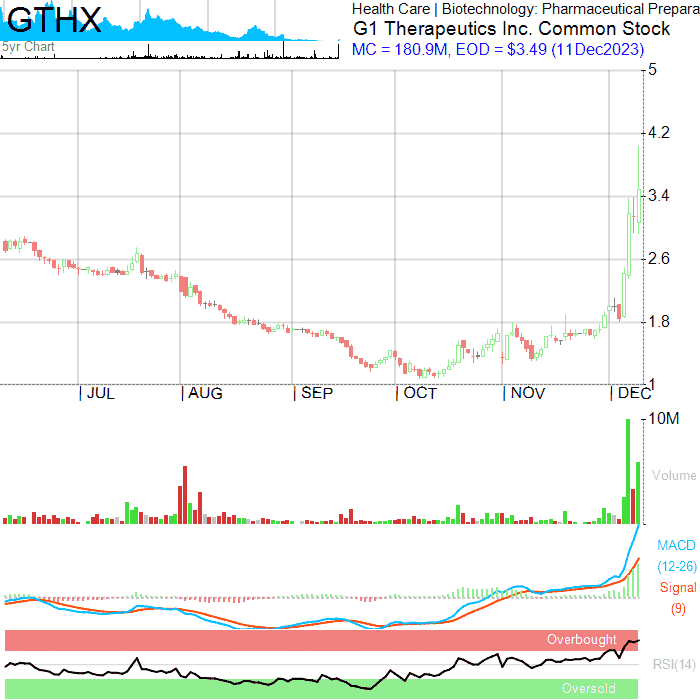 GTHX
5yr Chart
Health Care | Biotechnology: Pharmaceutical Prepara
G1 Therapeutics Inc. Common Stock
MC = 180.9M, EOD = $3.49 (11Dec2023)
5
4.2
3.4
2.6
1.8
1
JUL
AUG
SEP
OCT
NOV
DEC
10M
Volume
MACD
(12-26)
Signal
(9)
Overbought
RSI(14)
Oversold